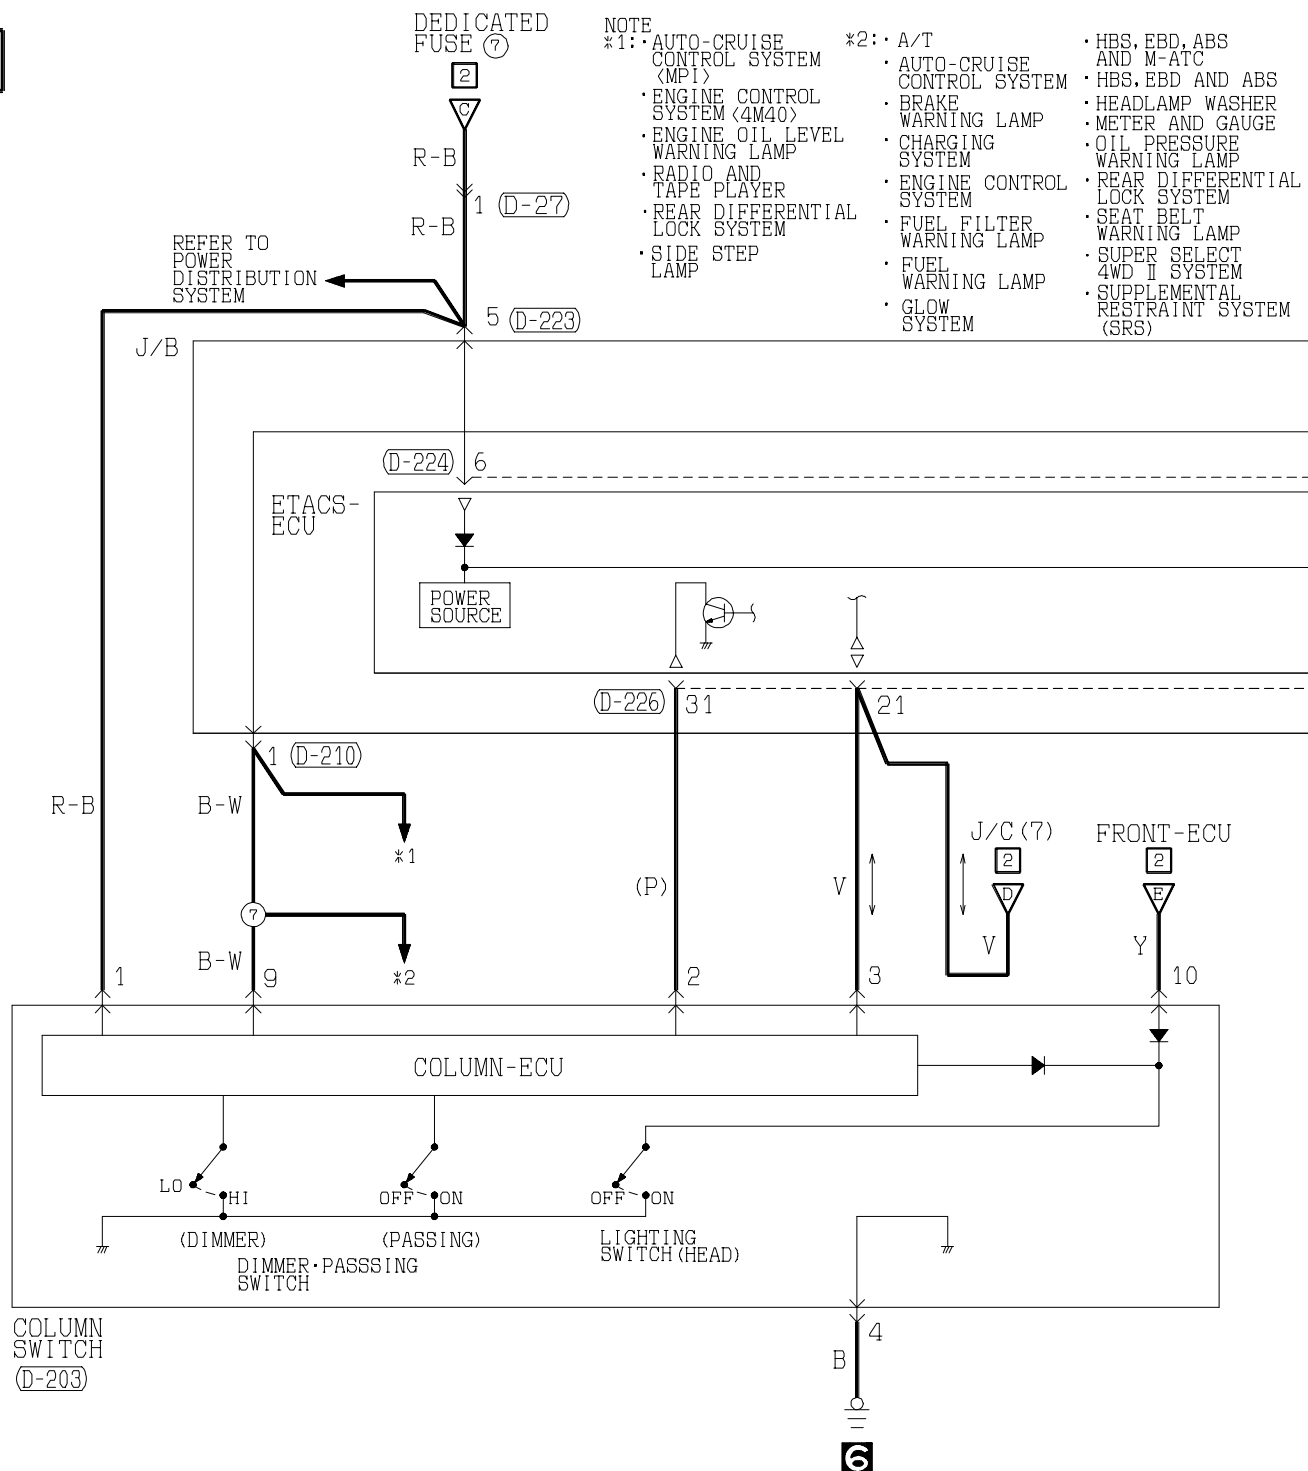 DEDICATED
FUSE 7
2
C
R-B
1 D-27
R-B
NOTE
*1:·AUTO-CRUISE
CONTROL SYSTEM
<MPI>
·ENGINE CONTROL
SYSTEM<4M40>
·ENGINE OIL LEVEL
WARNING LAMP
·RADIO AND
TAPE PLAYER
·REAR DIFFERENTIAL
LOCK SYSTEM
·SIDE STEP
LAMP
*2:·A/T
·AUTO-CRUISE
CONTROL SYSTEM
·BRAKE
WARNING LAMP
·CHARGING
SYSTEM
·ENGINE CONTROL
SYSTEM
·FUEL FILTER
WARNING LAMP
·FUEL
WARNING LAMP
·GLOW
SYSTEM
·HBS, EBD, ABS
AND M-ATC
·HBS, EBD AND ABS
·HEADLAMP WASHER
·METER AND GAUGE
·OIL PRESSURE
WARNING LAMP
·REAR DIFFERENTIAL
LOCK SYSTEM
·SEAT BELT
WARNING LAMP
·SUPER SELECT
4WD Ⅱ SYSTEM
·SUPPLEMENTAL
RESTRAINT SYSTEM
(SRS)
REFER TO
POWER
DISTRIBUTION
SYSTEM
5 D-223
J/B
D-224 6
ETACS-
ECU
POWER
SOURCE
D-226 31
21
1 D-210
R-B
B-W
*1
(P)
V
J/C(7)
2
D
V
FRONT-ECU
2
E
Y
7
B-W
*2
1
9
2
3
10
COLUMN-ECU
LO
HI
OFF
ON
OFF
ON
(DIMMER)
(PASSING)
DIMMER·PASSSING
SWITCH
LIGHTING
SWITCH(HEAD)
COLUMN
SWITCH
D-203
4
B
6